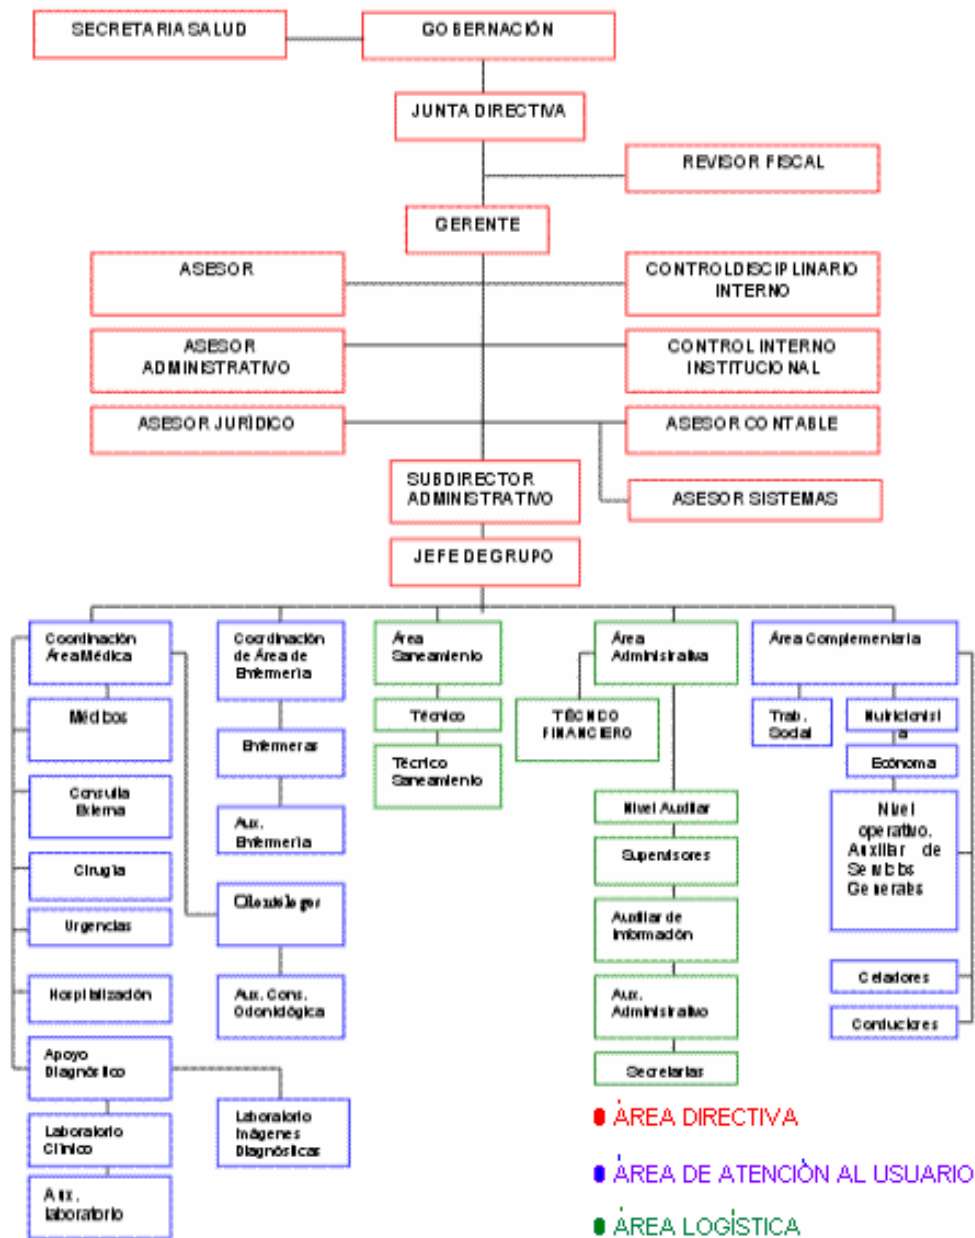 SECRETARIA SALUD
GOBERNACIÓN
JUNTA DIRECTIVA
REVISOR FISCAL
GERENTE
ASESOR
CONTROL DISCIPLINARIO
INTERNO
ASESOR
ADMINISTRATIVO
CONTROL INTERNO
INSTITUCIONAL
ASESOR JURÍDICO
ASESOR CONTABLE
SUBDIRECTOR
ADMINISTRATIVO
ASESOR SISTEMAS
JEFE DE GRUPO
Coordinación
Área Médica
Coordinación
de Área de
Enfermería
Área
Saneamiento
Área
Administrativa
Área Complementaria
Médicos
Enfermeras
Técnico
TÉCNICO
FINANCIERO
Trab.
Social
Nutricionist
a
Técnico
Saneamiento
Ecónoma
Consulta
Externa
Aux.
Enfermería
Nivel Auxiliar
Nivel
operativo.
Auxiliar de
Servicios
Generales
Cirugía
Supervisores
Odontólogos
Urgencias
Auxiliar de
Información
Hospitalización
Aux. Cons.
Odontológica
Aux.
Administrativo
Celadores
Conductores
Apoyo
Diagnóstico
Secretarias
Laboratorio
Imágenes
Diagnósticas
Laboratorio
Clínico
Aux.
laboratorio
ÁREA DIRECTIVA
ÁREA DE ATENCIÓN AL USUARIO
ÁREA LOGÍSTICA